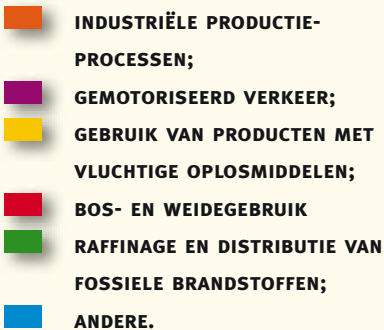 INDUSTRIËLE PRODUCTIE-
PROCESSEN;
GEMOTORISEERD VERKEER;
GEBRUIK VAN PRODUCTEN MET
VLUCHTIGE OPLOSMIDDELEN;
BOS- EN WEIDEGEBRUIK
RAFFINAGE EN DISTRIBUTIE VAN
FOSSIELE BRANDSTOFFEN;
ANDERE.